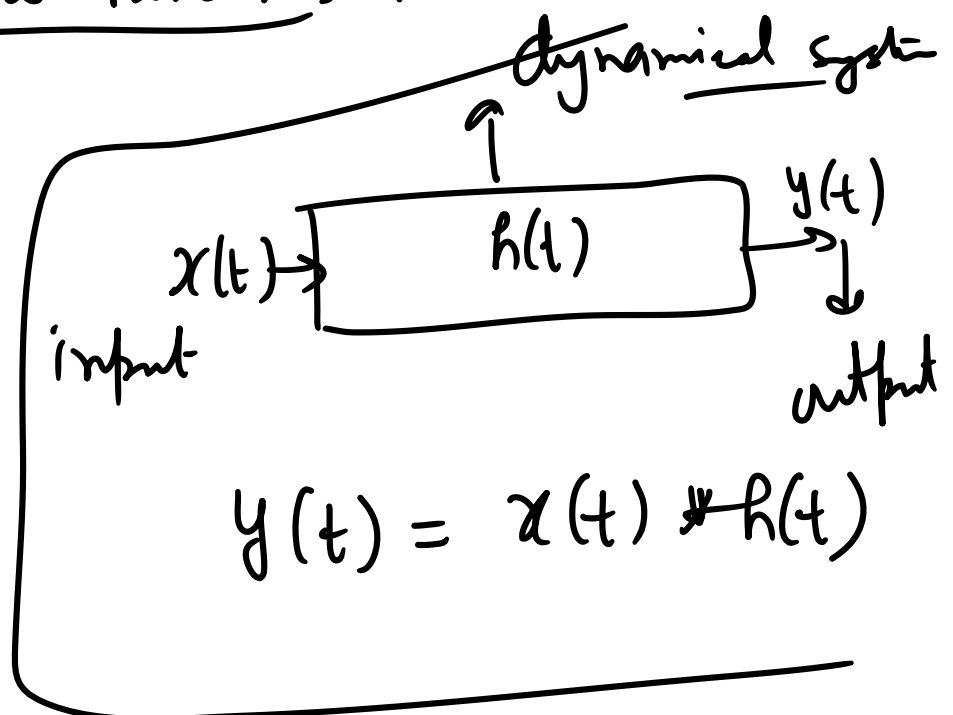 dynamical system
y(t)
h(t)
x(t)
input
output
y(t) = x(t) * h(t)